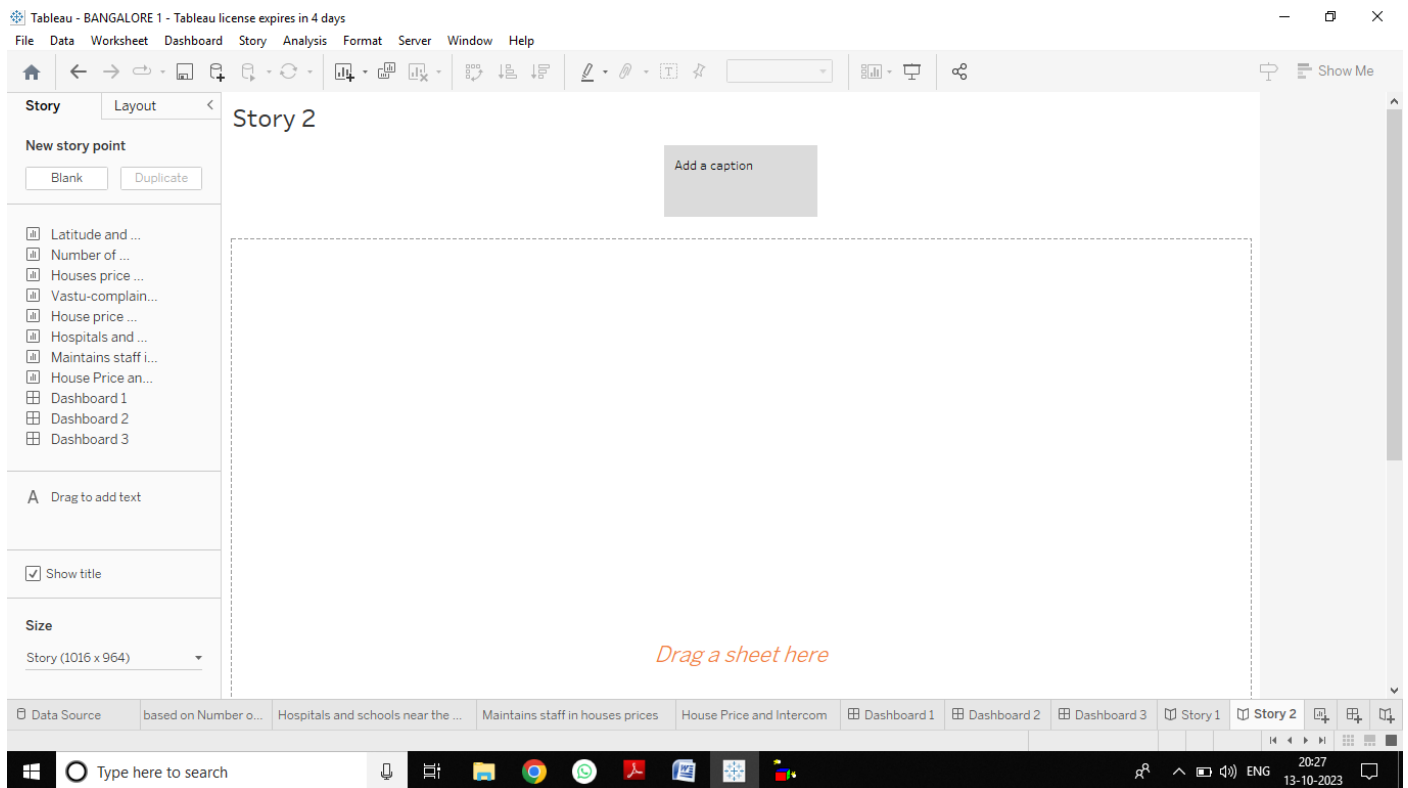 Tableau - BANGALORE 1 - Tableau license expires in 4 days
File Data Worksheet Dashboard Story Analysis Format Server Window Help
Show Me
Story Layout
Story 2
New story point
Add a caption
Blank Duplicate
Latitude and ...
Number of ...
Houses price ...
Vastu-complain...
House price ...
Hospitals and ...
Maintains staff i...
House Price an...
Dashboard 1
Dashboard 2
Dashboard 3
A Drag to add text
Show title
Size
Story (1016 x 964)
Drag a sheet here
Data Source based on Number o... Hospitals and schools near the ... Maintains staff in houses prices House Price and Intercom Dashboard 1 Dashboard 2 Dashboard 3 Story 1 Story 2
Type here to search
ENG
20:27
13-10-2023